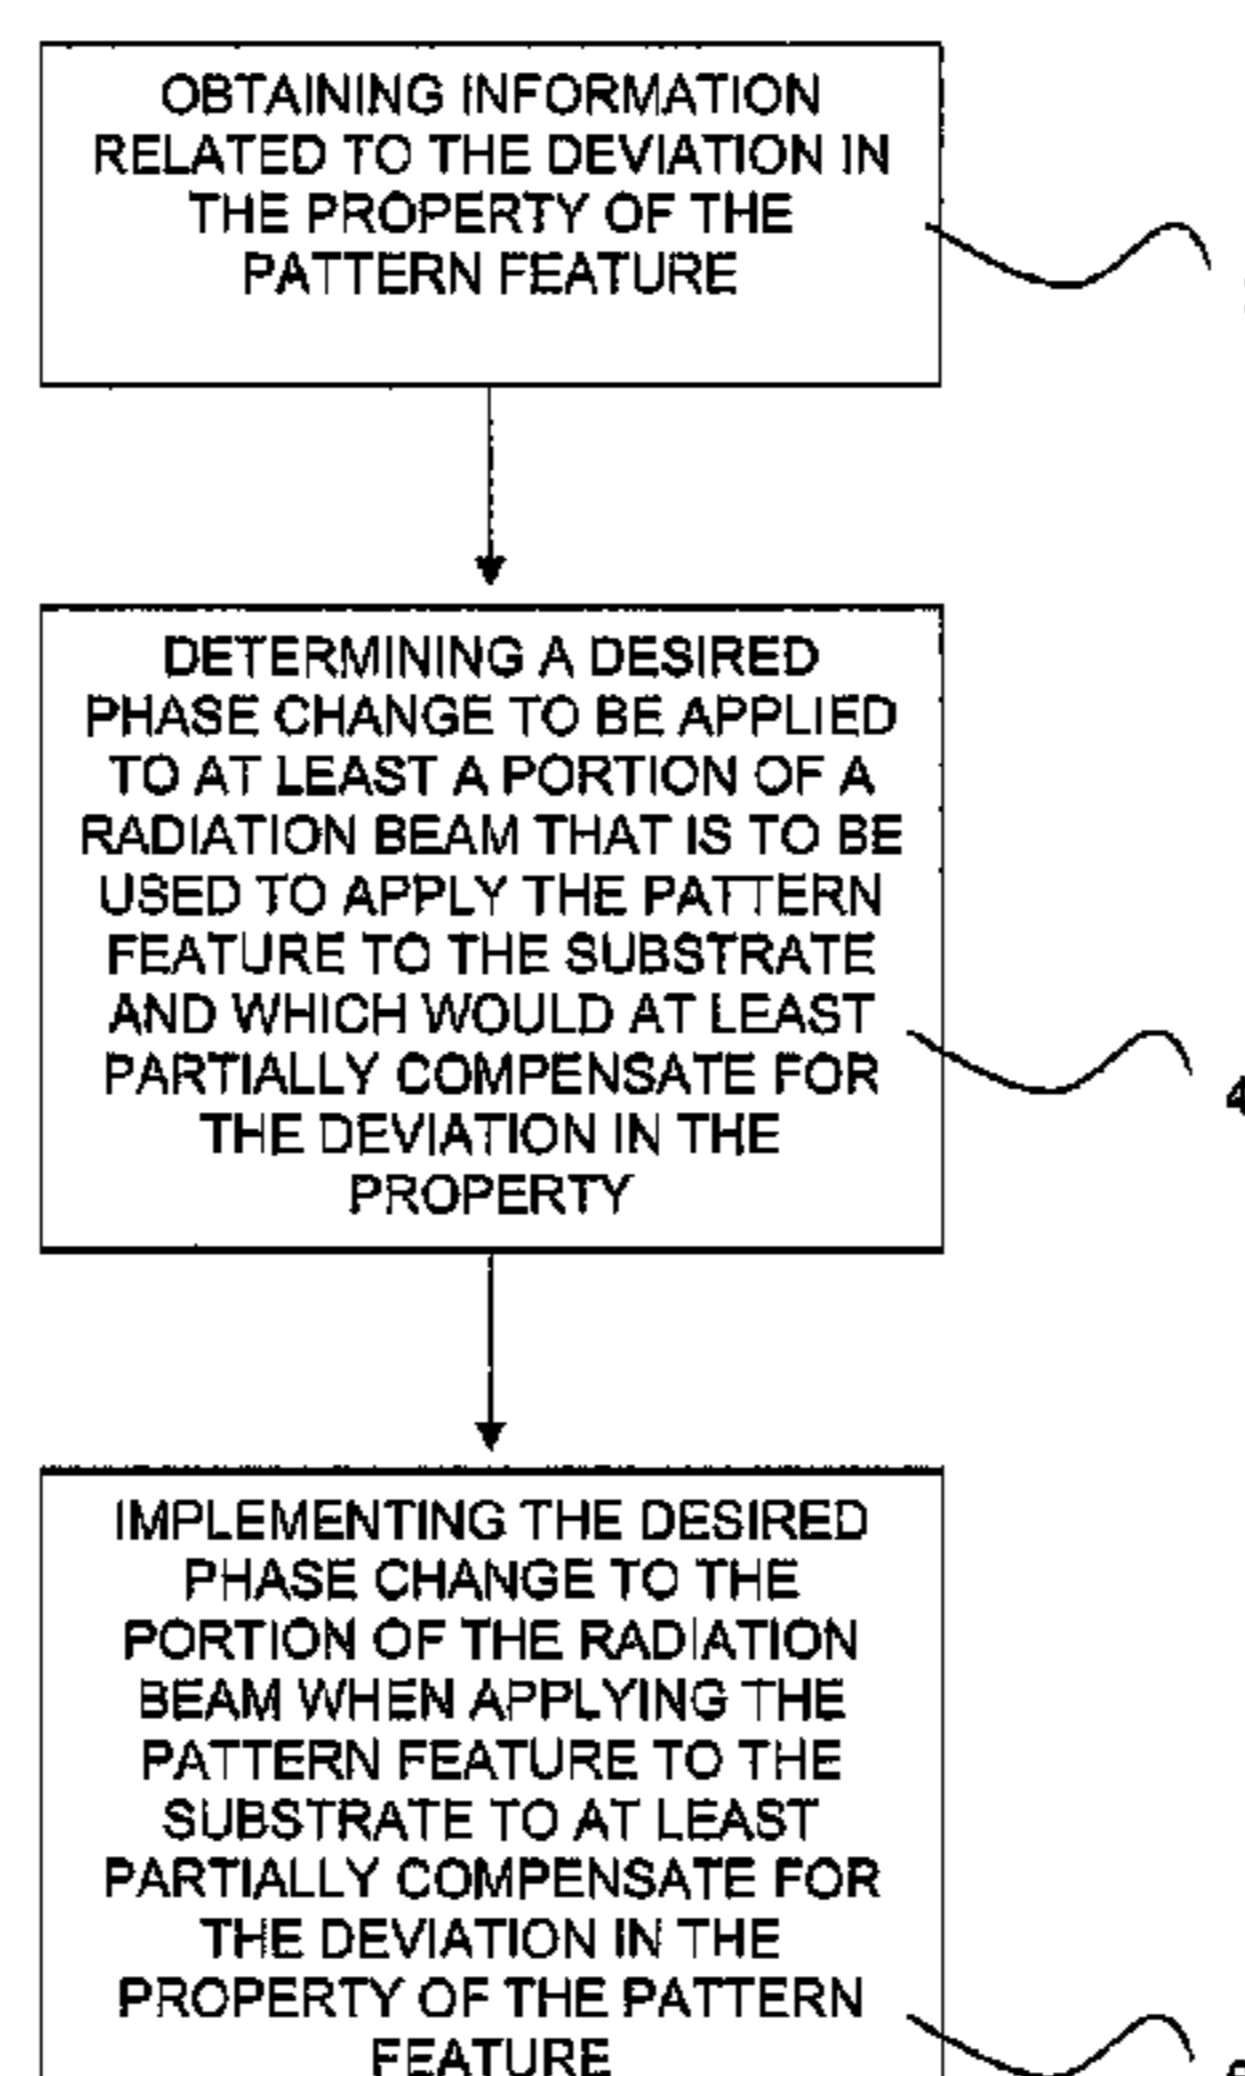 OBTAINING INFORMATION
RELATED TO THE DEVIATION IN
THE PROPERTY OF THE
PATTERN FEATURE
DETERMINING A DESIRED
PHASE CHANGE TO BE APPLIED
TO AT LEAST A PORTION OF A
RADIATION BEAM THAT IS TO BE
USED TO APPLY THE PATTERN
FEATURE TO THE SUBSTRATE
AND WHICH WOULD AT LEAST
PARTIALLY COMPENSATE FOR
THE DEVIATION IN THE
PROPERTY
IMPLEMENTING THE DESIRED
PHASE CHANGE TO THE
PORTION OF THE RADIATION
BEAM WHEN APPLYING THE
PATTERN FEATURE TO THE
SUBSTRATE TO AT LEAST
PARTIALLY COMPENSATE FOR
THE DEVIATION IN THE
PROPERTY OF THE PATTERN
FEATURE